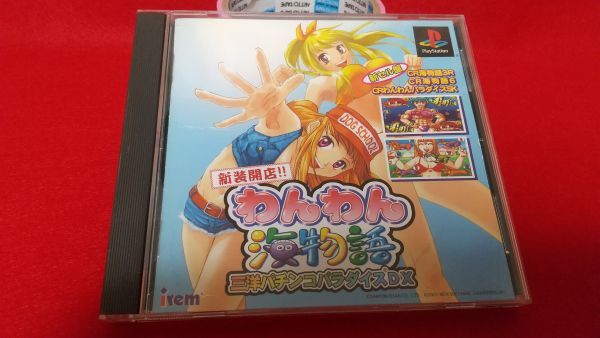 PlayStation
CR海物語3R
CR海物語5
CRわんわんパラダイスSK
DOG SCHOOL
新装開店!!
わんわん
海物語
三洋パチンコパラダイスDX
irem